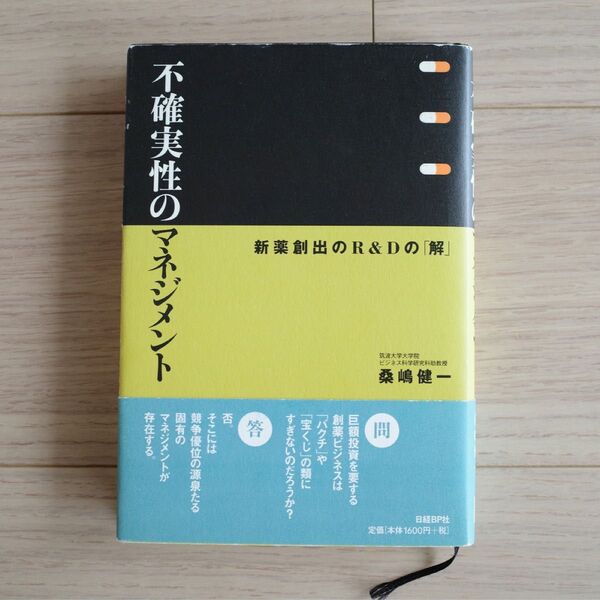 不確実性のマネジメント
新薬創出のR&Dの「解」
筑波大学大学院
ビジネス科学研究科助教授
桑嶋健一
問
巨額投資を要する
創薬ビジネスは
「バクチ」や
「宝くじ」の類に
すぎないのだろうか?
答
否。
そこには
競争優位の源泉たる
固有の
マネジメントが
存在する。
日経BP社
定価[本体1600円+税]